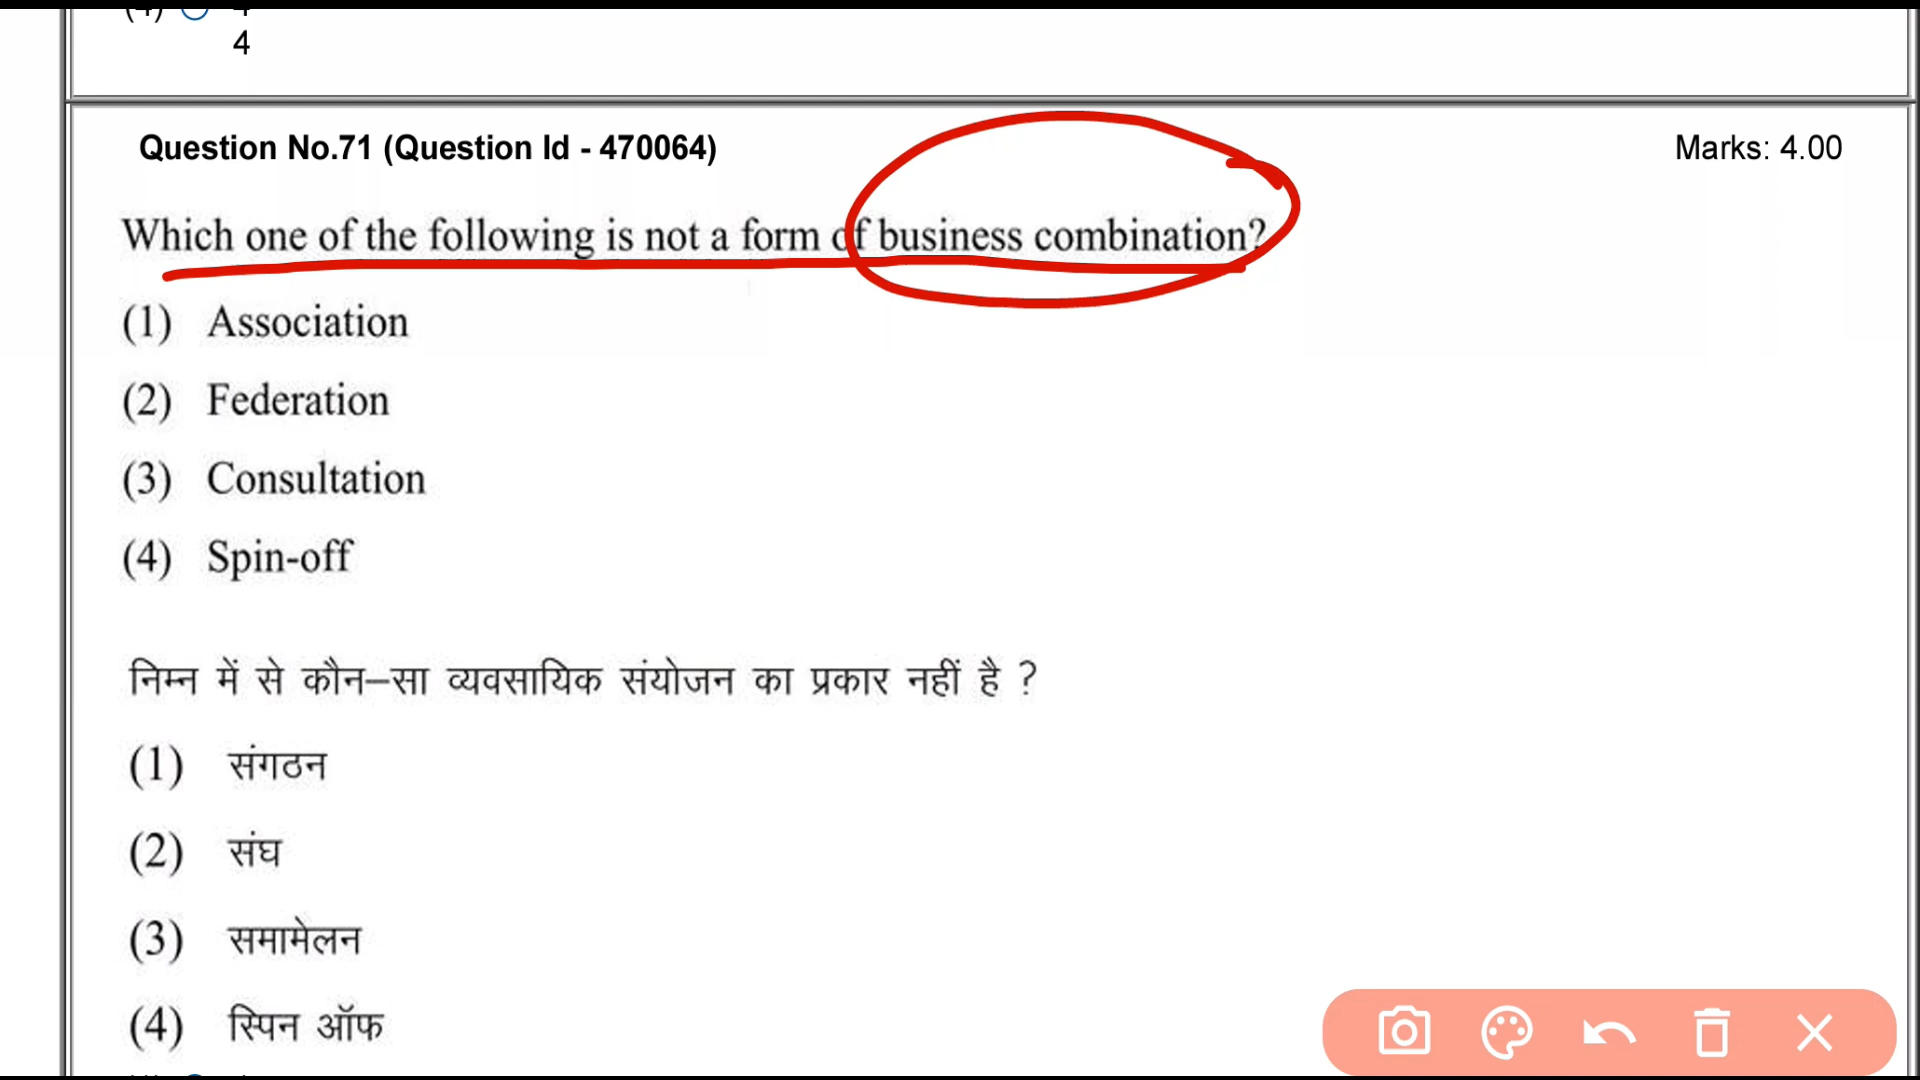 4
Question No.71 (Question Id - 470064)
Marks: 4.00
Which one of the following is not a form of business combination?
(1) Association
(2) Federation
(3) Consultation
(4) Spin-off
निम्न में से कौन–सा व्यवसायिक संयोजन का प्रकार नहीं है ?
(1) संगठन
(2) संघ
(3) समामेलन
(4) स्पिन ऑफ